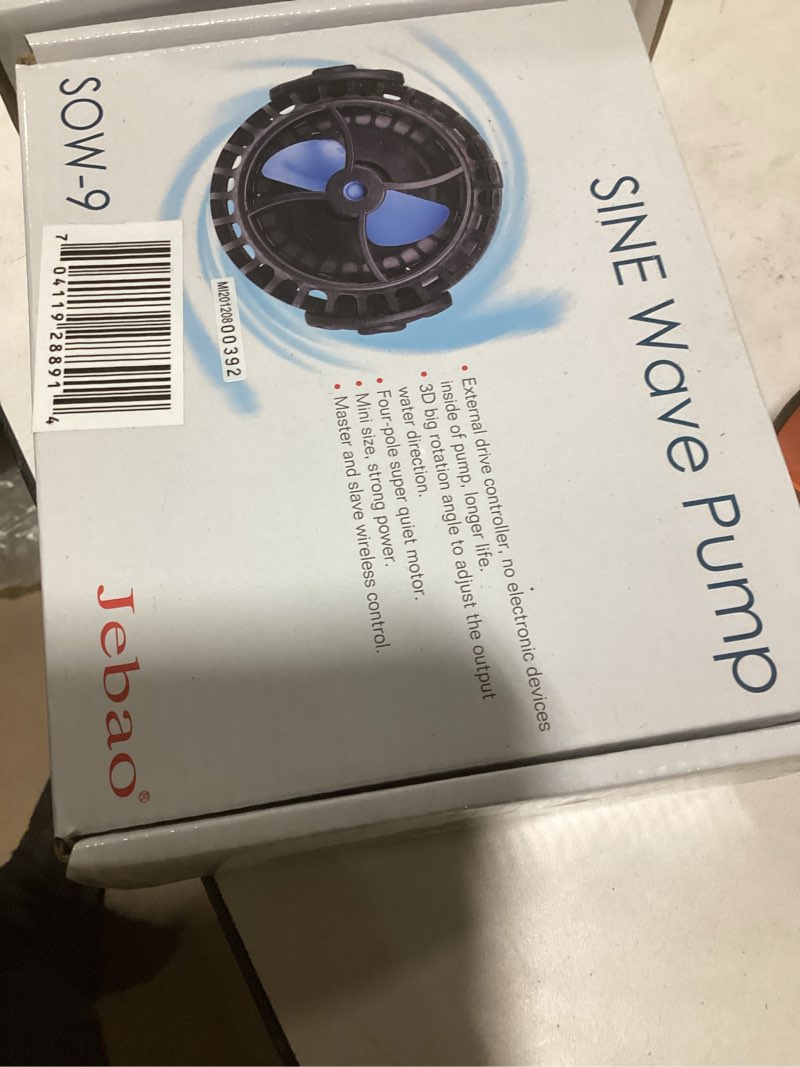 SINE Wave Pump
• External drive controller, no electronic devices
inside of pump, longer life.
• 3D big rotation angle to adjust the output
water direction.
• Four-pole super quiet motor.
• Mini size, strong power.
• Master and slave wireless control.
MI20120800392
SOW-9
7 04119 28891 4
Jebao®